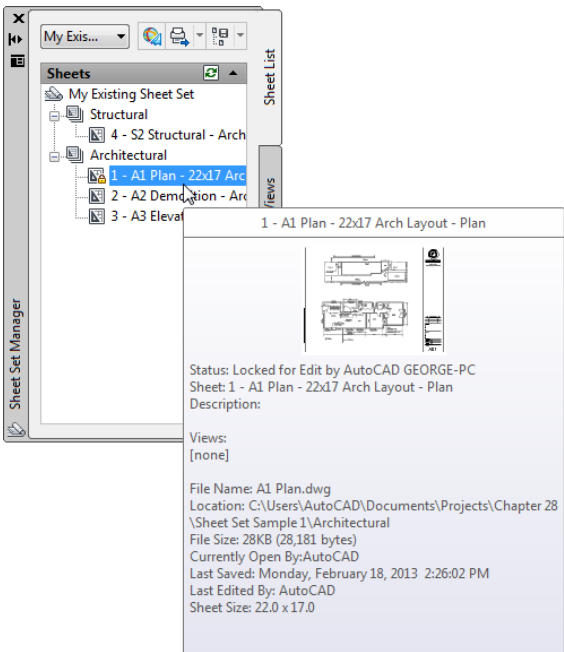 My Exis...
Sheets
My Existing Sheet Set
Structural
4 - S2 Structural - Arch
Architectural
1 - A1 Plan - 22x17 Arc
2 - A2 Demolition - Arc
3 - A3 Elevat
Sheet List
Views
Sheet Set Manager
1 - A1 Plan - 22x17 Arch Layout - Plan
Status: Locked for Edit by AutoCAD GEORGE-PC
Sheet: 1 - A1 Plan - 22x17 Arch Layout - Plan
Description:
Views:
[none]
File Name: A1 Plan.dwg
Location: C:\Users\AutoCAD\Documents\Projects\Chapter 28
\Sheet Set Sample 1\Architectural
File Size: 28KB (28,181 bytes)
Currently Open By:AutoCAD
Last Saved: Monday, February 18, 2013 2:26:02 PM
Last Edited By: AutoCAD
Sheet Size: 22.0 x 17.0